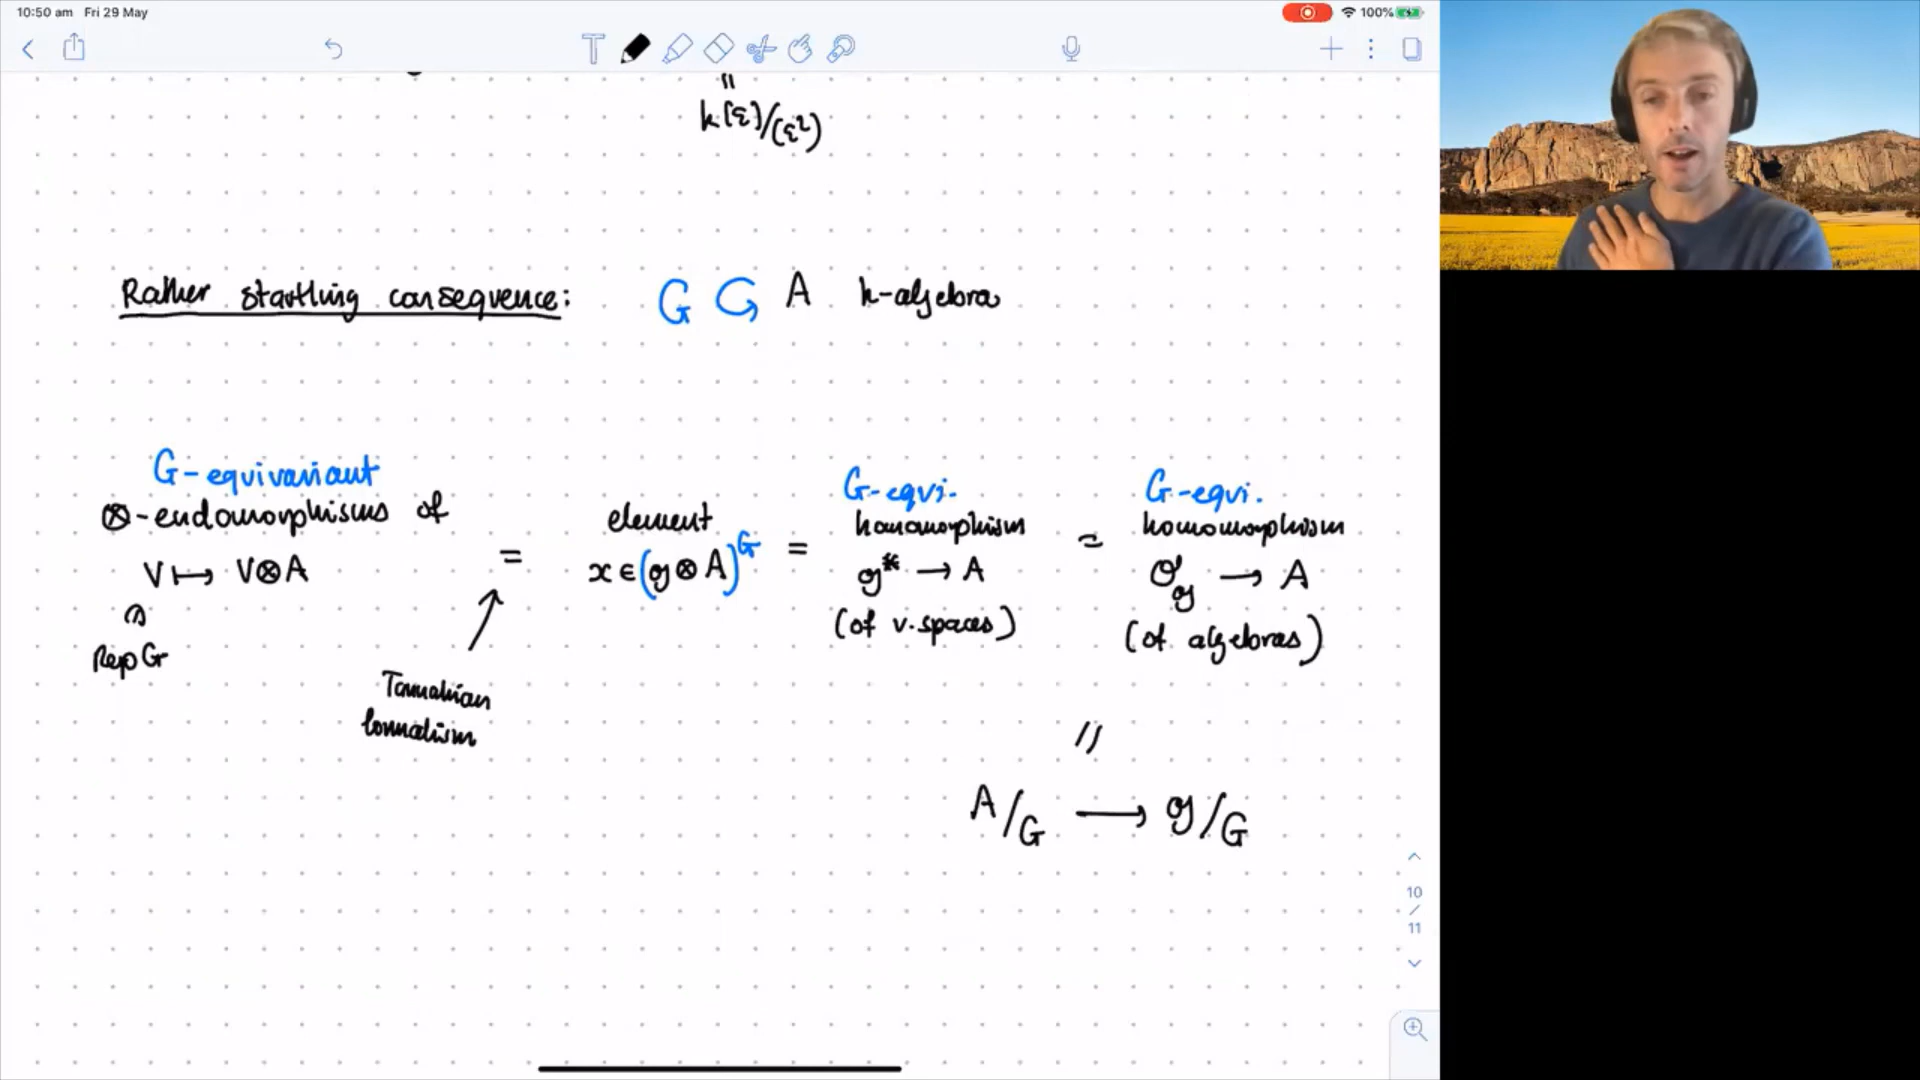 10:50 am Fri 29 May
100%
"
k[ε]/(ε²)
Rather startling consequence: G ↻ A k-algebra
G-equivariant
⊗-endomorphisms of
V ↦ V⊗A
∩
Rep G
=
Tannakian
formalism
element
x ∈ (𝔤 ⊗ A)^G
=
G-equi.
homomorphism
𝔤* → A
(of v. spaces)
=
G-equi.
homomorphism
O_𝔤 → A
(of algebras)
=
A/G → 𝔤/G
10
/
11